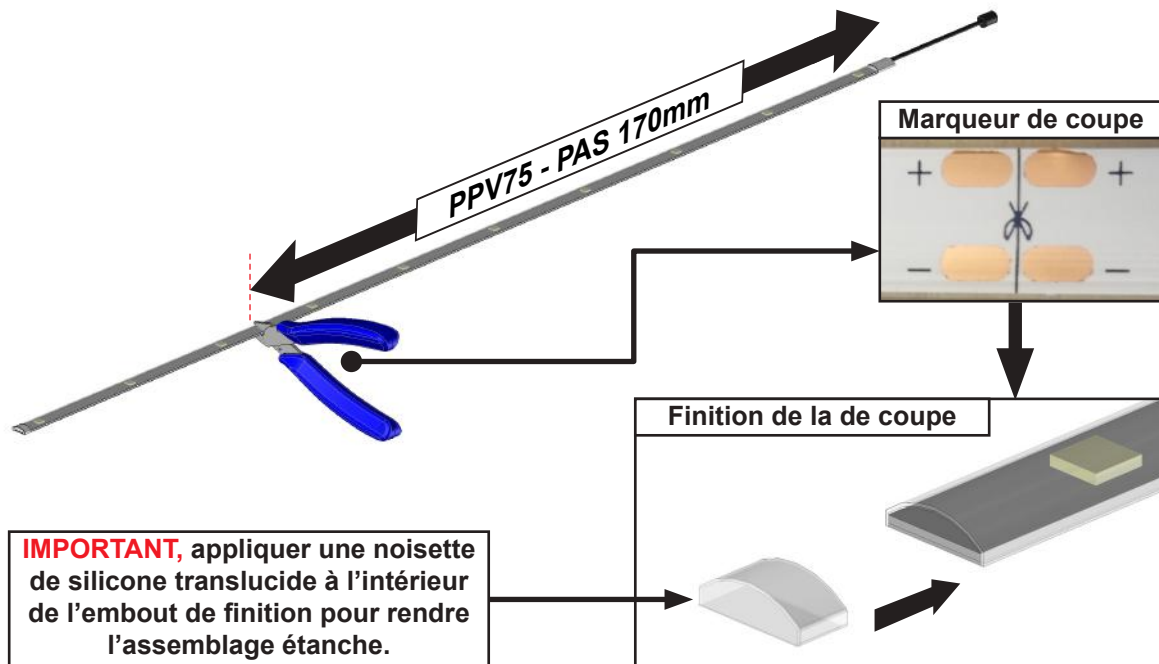 PPV75 - PAS 170mm
Marqueur de coupe
+ +
- -
Finition de la de coupe
IMPORTANT, appliquer une noisette
de silicone translucide à l'intérieur
de l'embout de finition pour rendre
l'assemblage étanche.